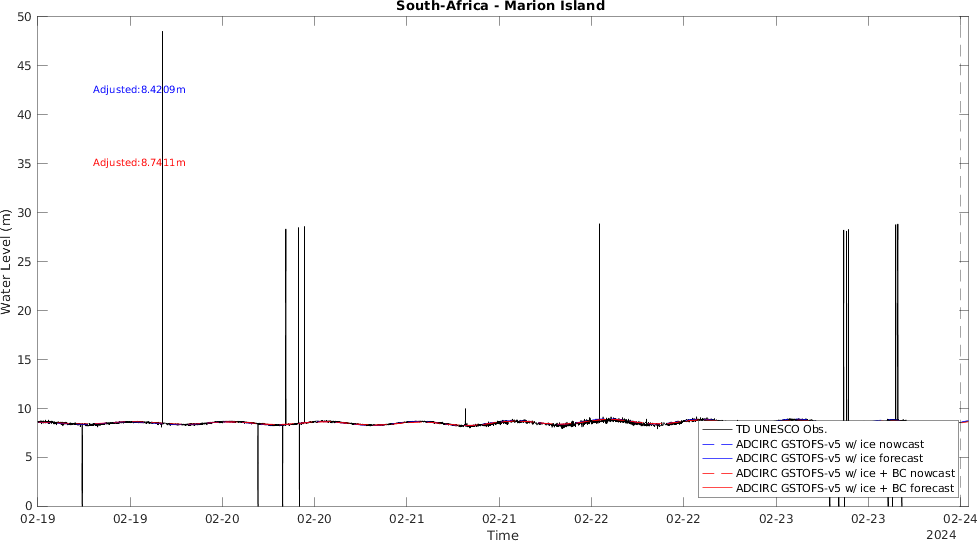 South-Africa - Marion Island
50
45
40
35
30
25
20
15
10
5
0
Water Level (m)
Adjusted:8.4209m
Adjusted:8.7411m
TD UNESCO Obs.
ADCIRC GSTOFS-v5 w/ ice nowcast
ADCIRC GSTOFS-v5 w/ ice forecast
ADCIRC GSTOFS-v5 w/ ice + BC nowcast
ADCIRC GSTOFS-v5 w/ ice + BC forecast
02-19 02-19 02-20 02-20 02-21 02-21 02-22 02-22 02-23 02-23 02-24
Time
2024